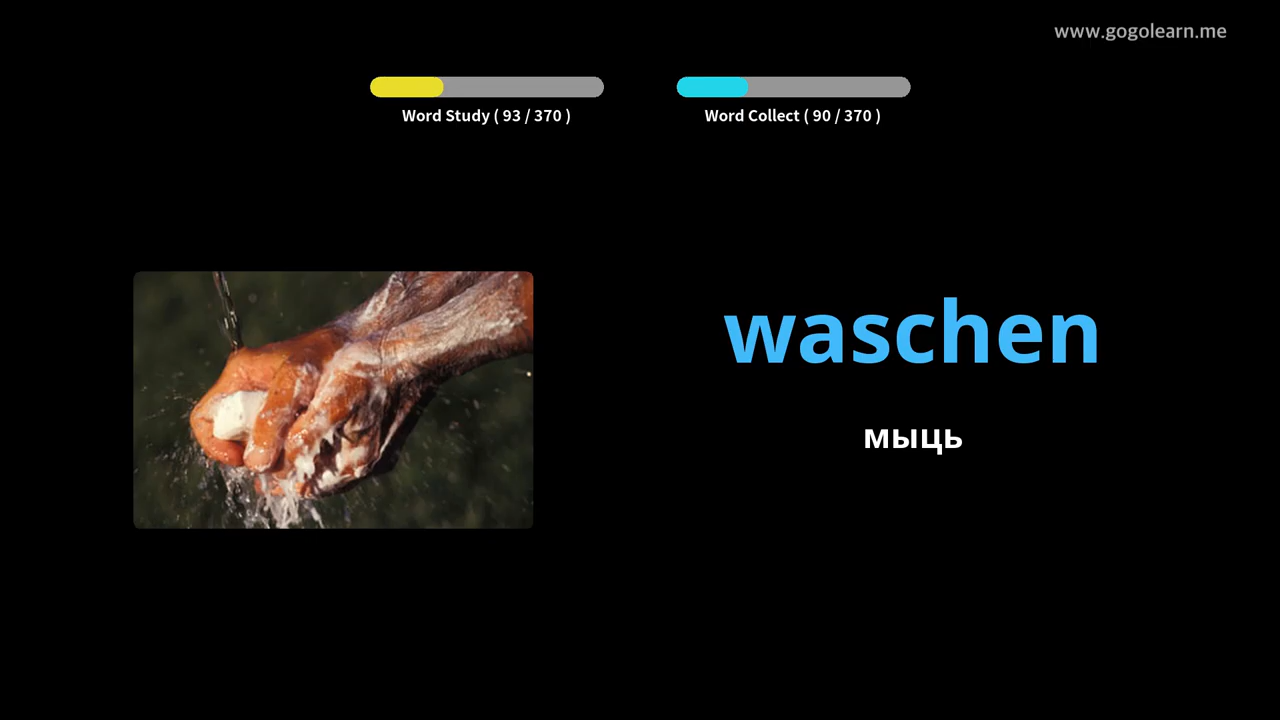 www.gogolearn.me
Word Study ( 93 / 370 )
Word Collect ( 90 / 370 )
waschen
мыць